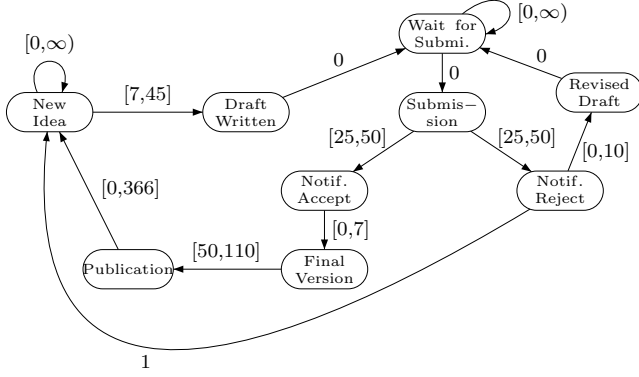 [0,∞)
Wait for
Submi.
[0,∞)
0
0
0
New
Idea
[7,45]
Draft
Written
Submis−
sion
Revised
Draft
[25,50]
[25,50]
[0,10]
[0,366]
Notif.
Accept
Notif.
Reject
[0,7]
[50,110]
Publication
Final
Version
1